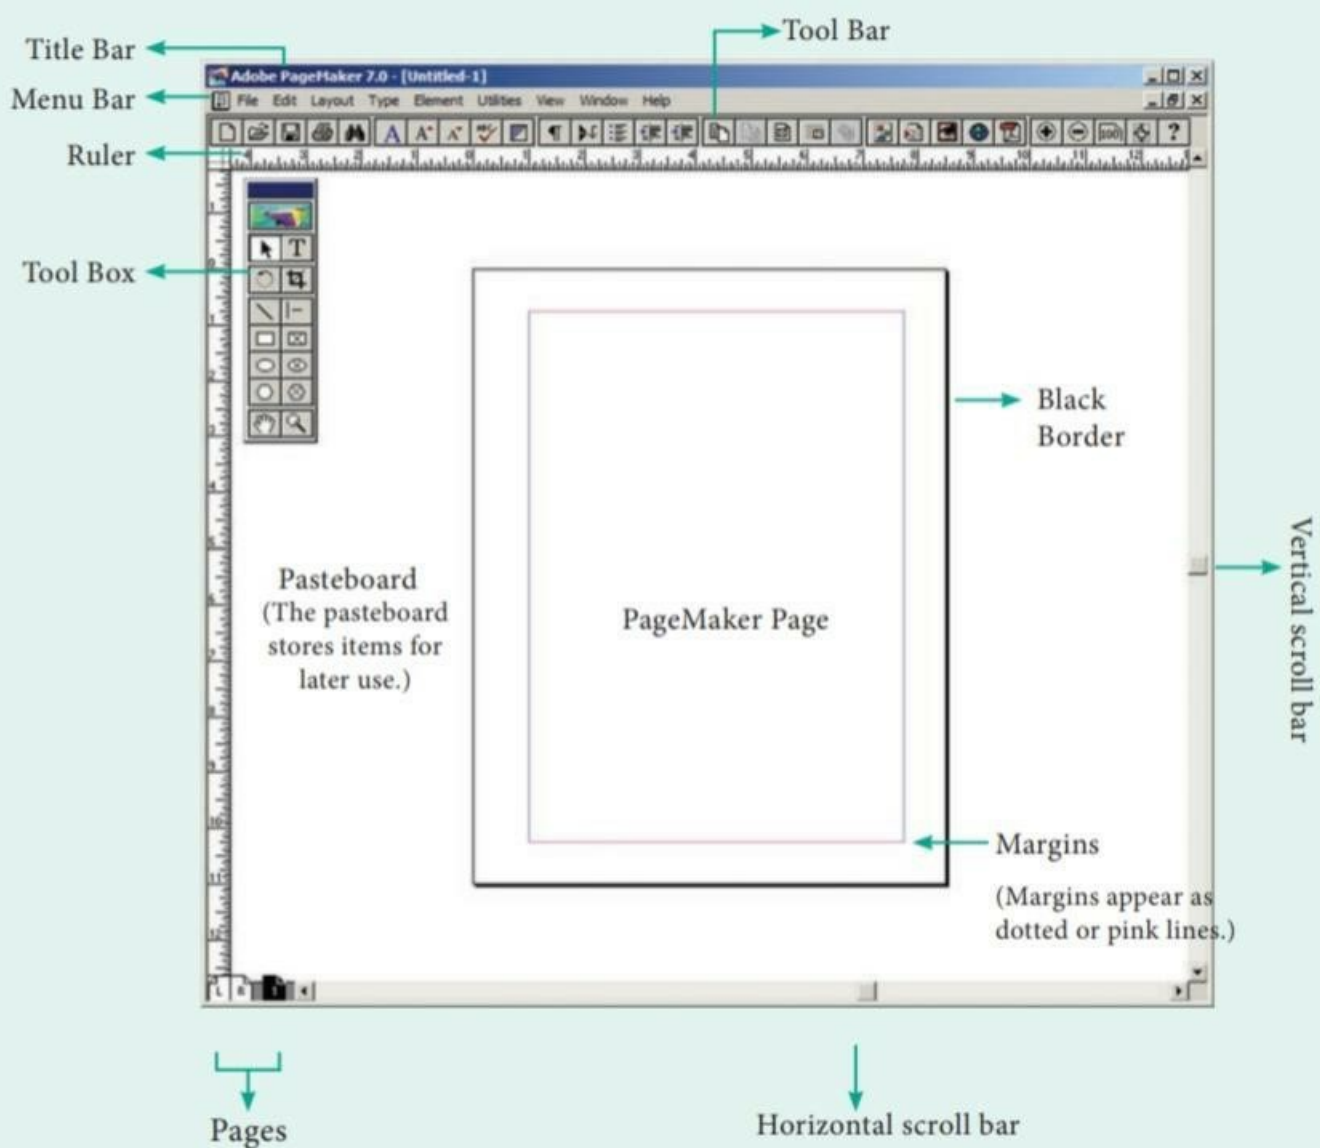 Tool Bar
Title Bar
Adobe PageMaker 7.0 - [Untitled-1]
Menu Bar
File Edit Layout Type Element Utilities View Window Help
Ruler
Tool Box
Black
Border
Pasteboard
(The pasteboard
stores items for
later use.)
PageMaker Page
Vertical scroll bar
Margins
(Margins appear as
dotted or pink lines.)
L R 1
Pages
Horizontal scroll bar